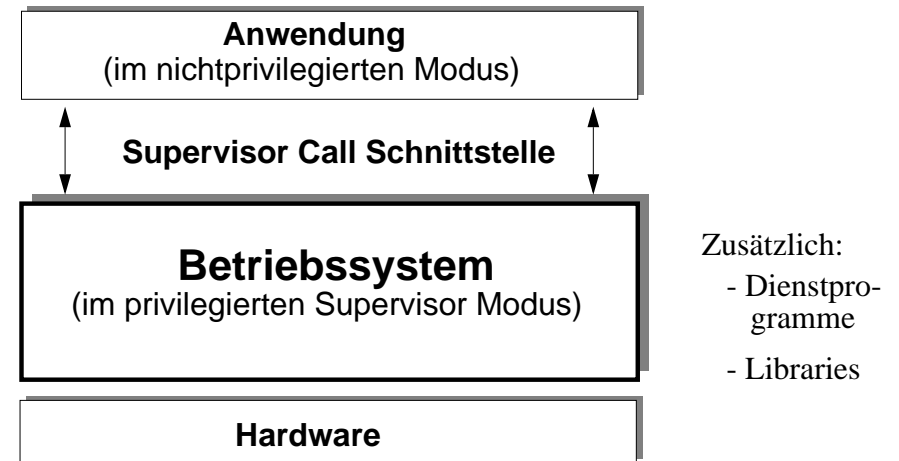 Anwendung
(im nichtprivilegierten Modus)
Supervisor Call Schnittstelle
Betriebssystem
(im privilegierten Supervisor Modus)
Hardware
Zusätzlich:
- Dienstpro-
gramme
- Libraries